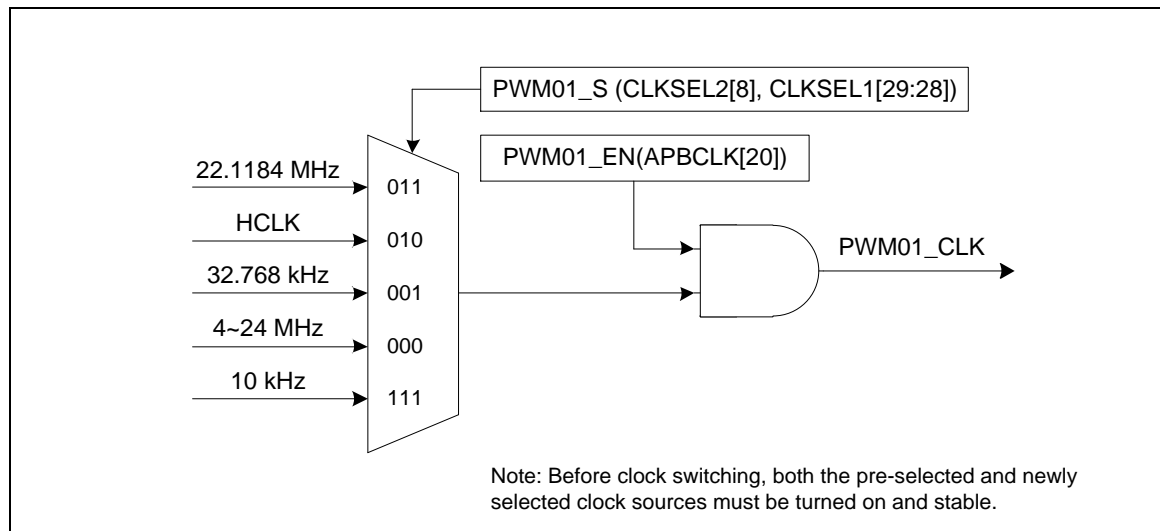 PWM01_S (CLKSEL2[8], CLKSEL1[29:28])
PWM01_EN(APBCLK[20])
22.1184 MHz
011
HCLK
010
32.768 kHz
001
4~24 MHz
000
10 kHz
111
PWM01_CLK
Note: Before clock switching, both the pre-selected and newly
selected clock sources must be turned on and stable.